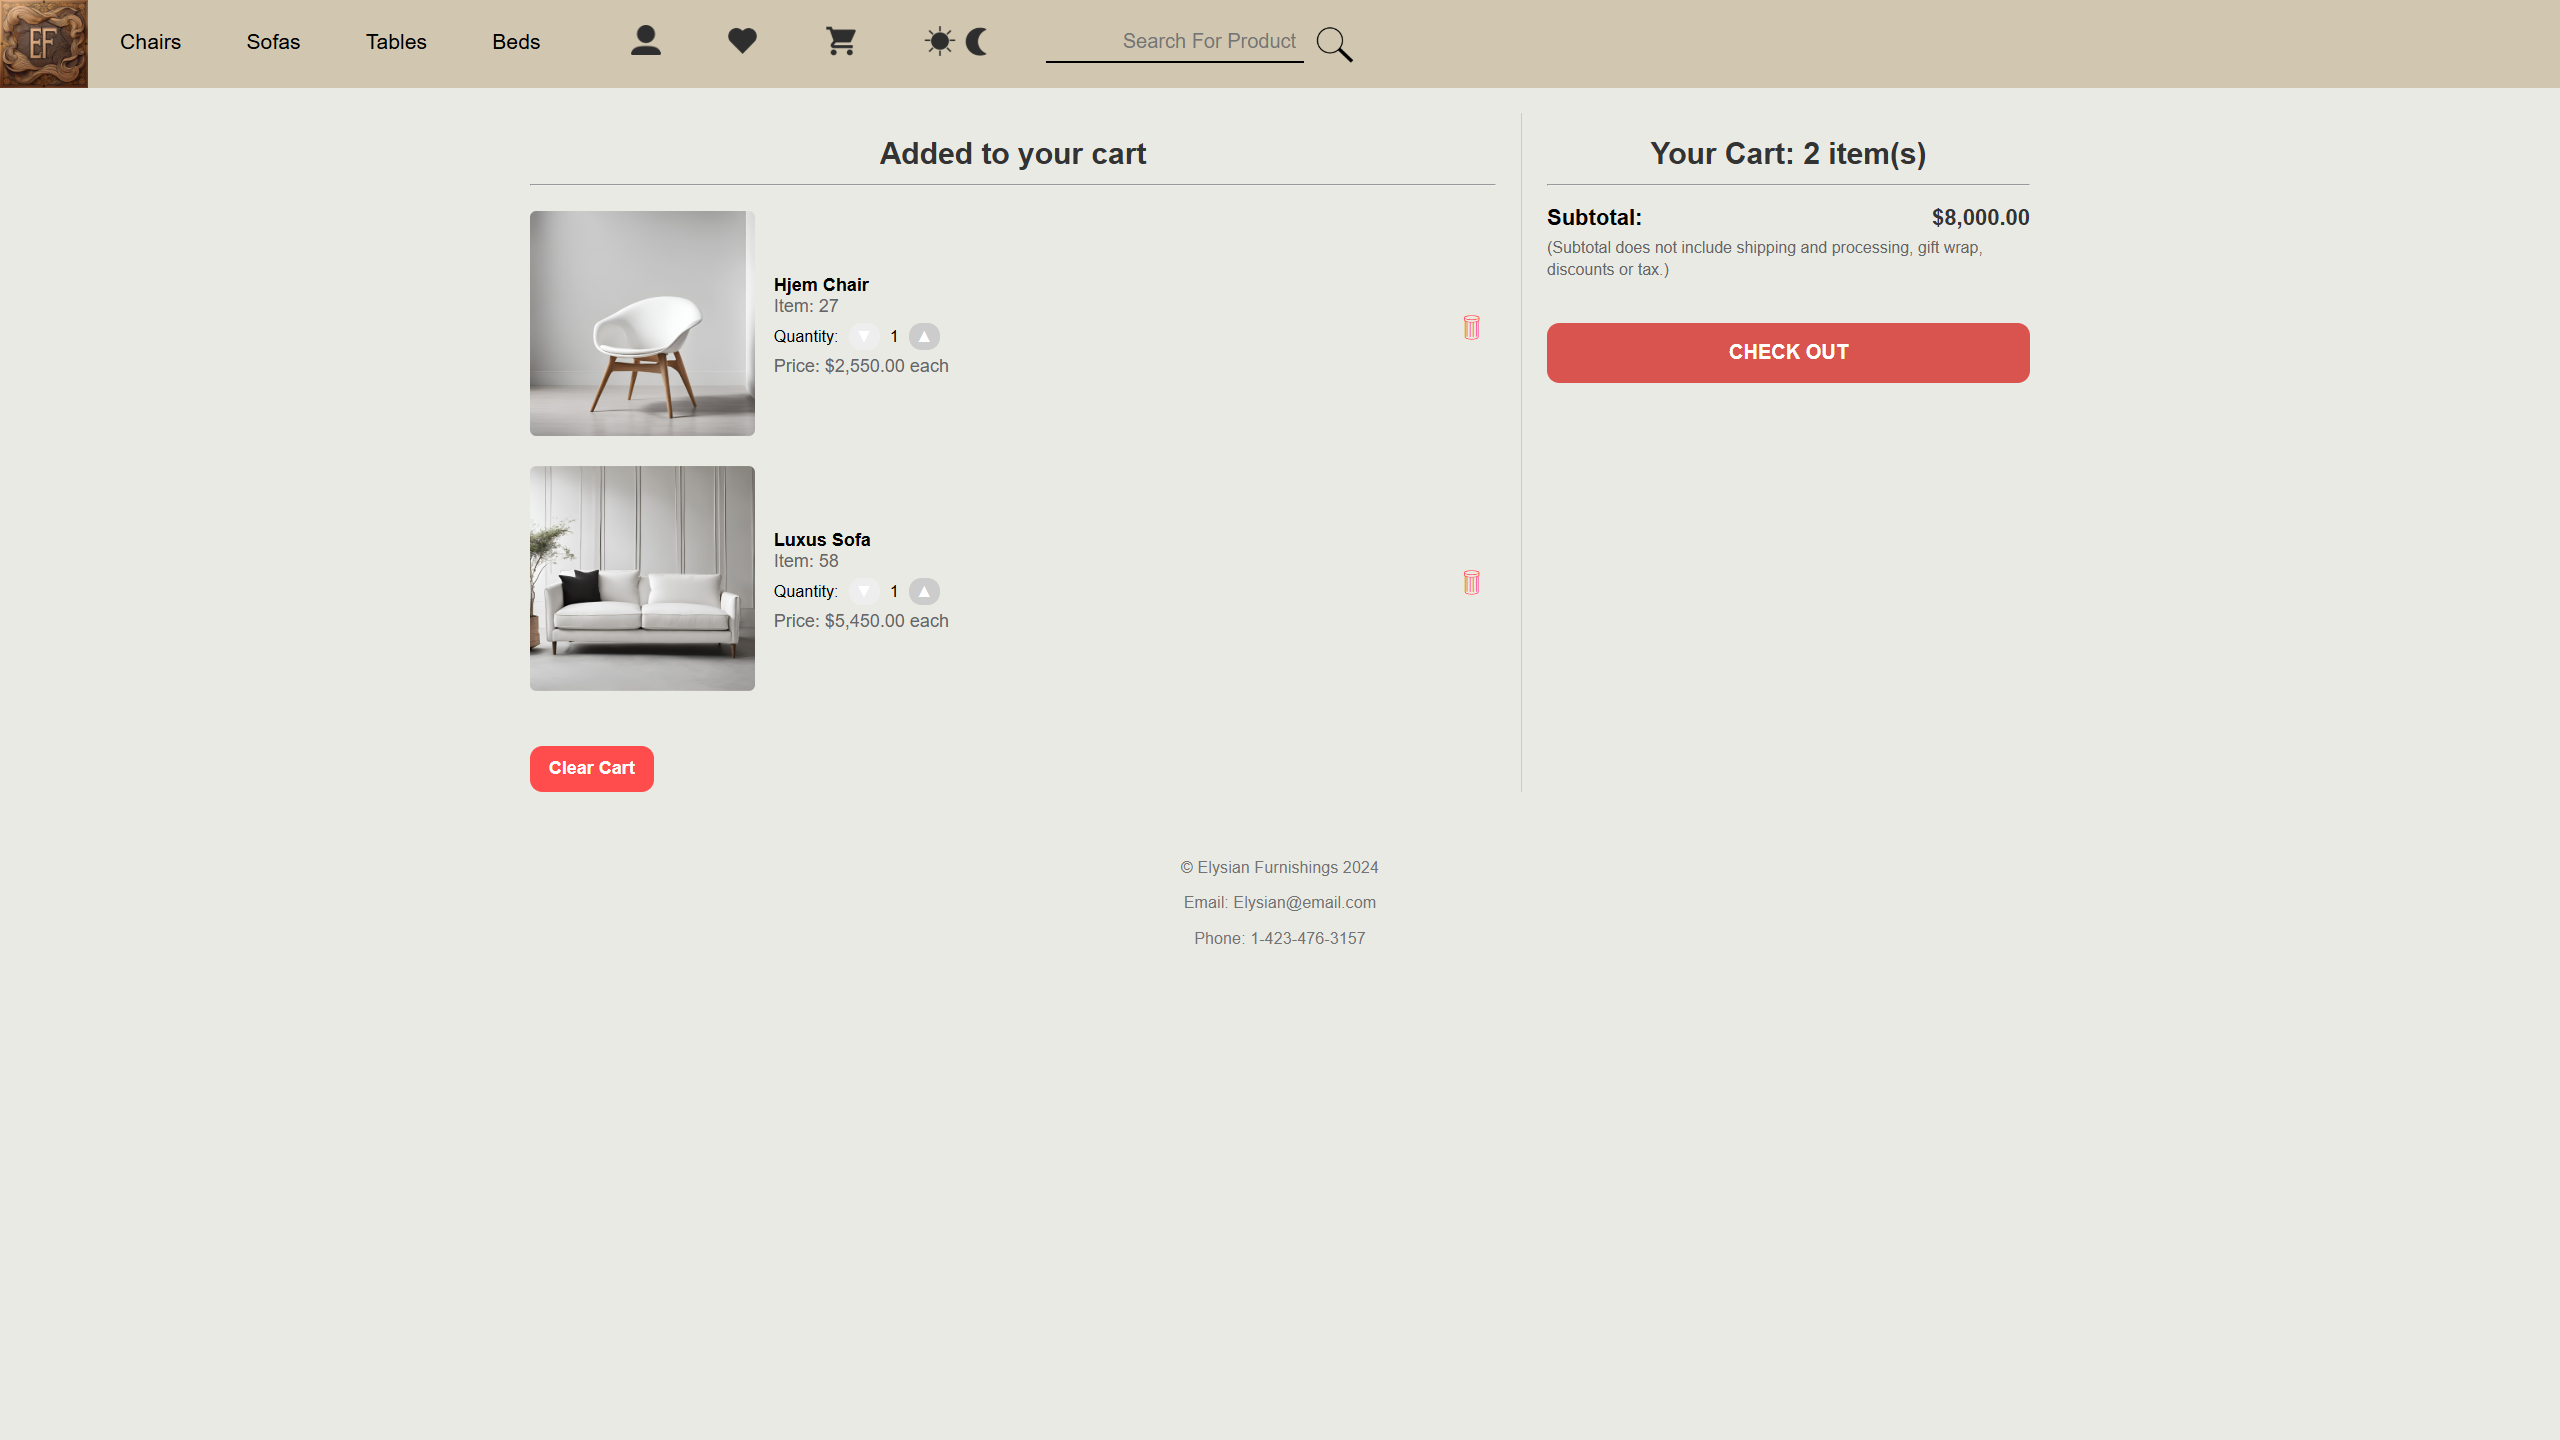 EF
Chairs
Sofas
Tables
Beds
Search For Product
Added to your cart
Hjem Chair
Item: 27
Quantity: ▼ 1 ▲
Price: $2,550.00 each
Luxus Sofa
Item: 58
Quantity: ▼ 1 ▲
Price: $5,450.00 each
Clear Cart
Your Cart: 2 item(s)
Subtotal: $8,000.00
(Subtotal does not include shipping and processing, gift wrap,
discounts or tax.)
CHECK OUT
© Elysian Furnishings 2024
Email: Elysian@email.com
Phone: 1-423-476-3157